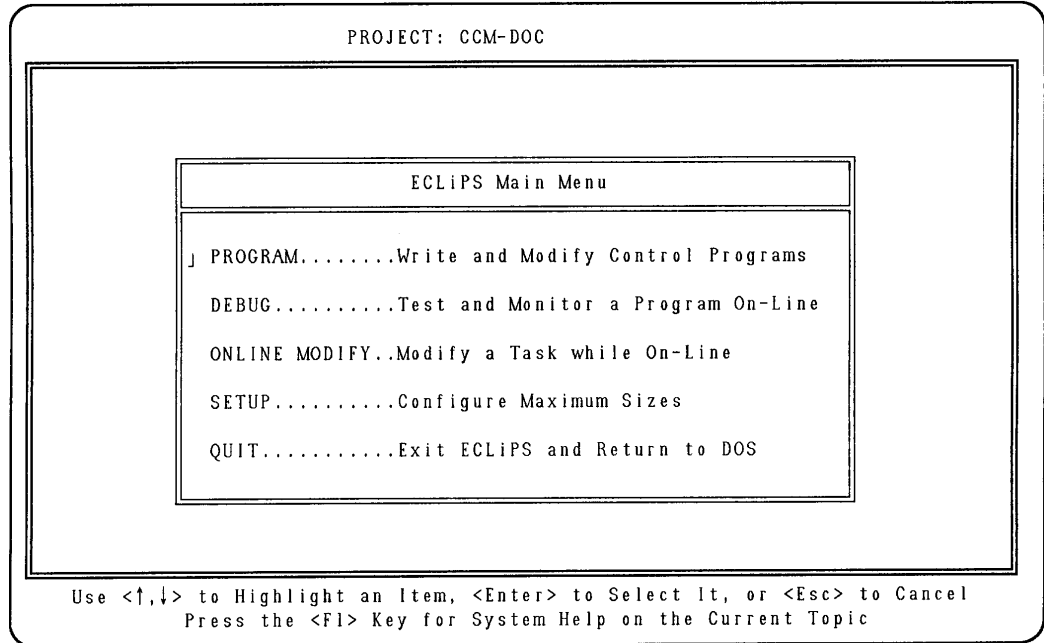 PROJECT: CCM-DOC
ECLiPS Main Menu
PROGRAM........Write and Modify Control Programs
DEBUG..........Test and Monitor a Program On-Line
ONLINE MODIFY..Modify a Task while On-Line
SETUP..........Configure Maximum Sizes
QUIT...........Exit ECLiPS and Return to DOS
Use <↑,↓> to Highlight an Item, <Enter> to Select It, or <Esc> to Cancel
Press the <F1> Key for System Help on the Current Topic